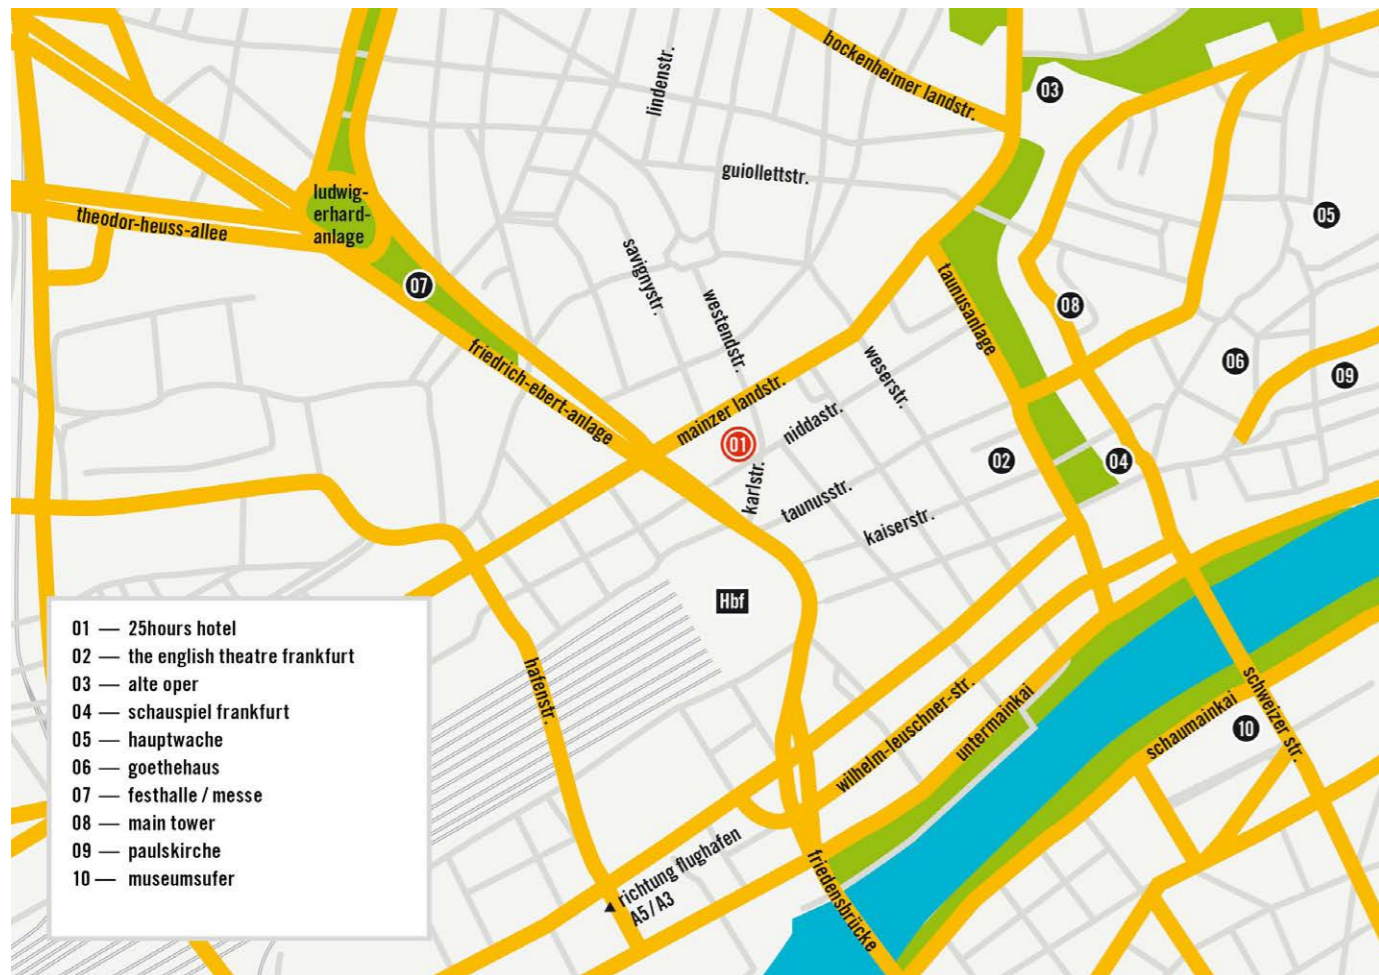 bockenheimer landstr.
lindenstr.
03
guiollettstr.
ludwig-
erhard-
anlage
theodor-heuss-allee
05
07
savignystr.
westendstr.
taunusanlage
08
friedrich-ebert-anlage
weserstr.
06
09
mainzer landstr.
niddastr.
01
karlstr.
02
04
taunusstr.
kaiserstr.
Hbf
hafenstr.
wilhelm-leuschner-str.
untermainkai
schweizer str.
schaumainkai
10
richtung flughafen
A5 / A3
friedensbrücke
01 — 25hours hotel
02 — the english theatre frankfurt
03 — alte oper
04 — schauspiel frankfurt
05 — hauptwache
06 — goethehaus
07 — festhalle / messe
08 — main tower
09 — paulskirche
10 — museumsufer